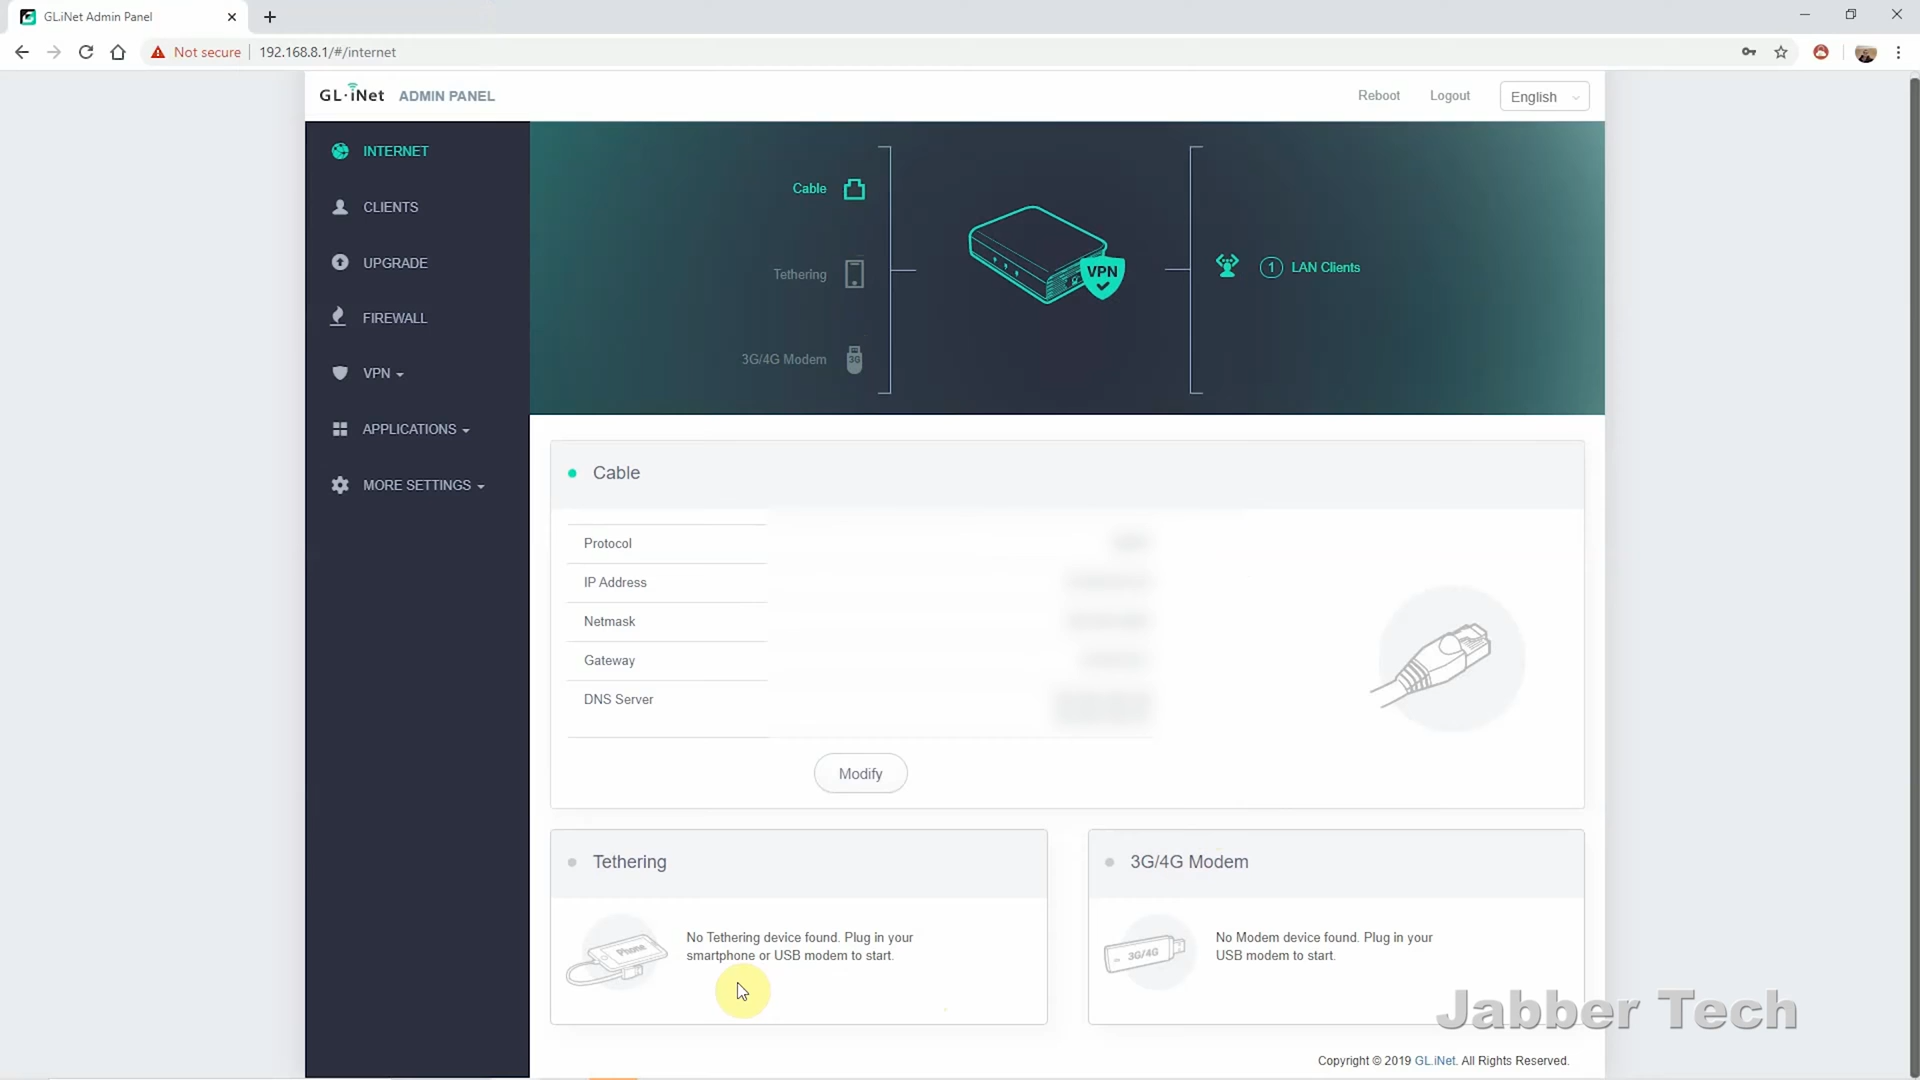 GL.iNet Admin Panel
Not secure
192.168.8.1/#/internet
GL·iNet ADMIN PANEL
Reboot
Logout
English
INTERNET
CLIENTS
UPGRADE
FIREWALL
VPN
APPLICATIONS
MORE SETTINGS
Cable
Tethering
3G/4G Modem
3G
VPN
1 LAN Clients
Cable
Protocol
IP Address
Netmask
Gateway
DNS Server
Modify
Tethering
Phone
No Tethering device found. Plug in your
smartphone or USB modem to start.
3G/4G Modem
3G/4G
No Modem device found. Plug in your
USB modem to start.
Jabber Tech
Copyright © 2019 GL.iNet. All Rights Reserved.